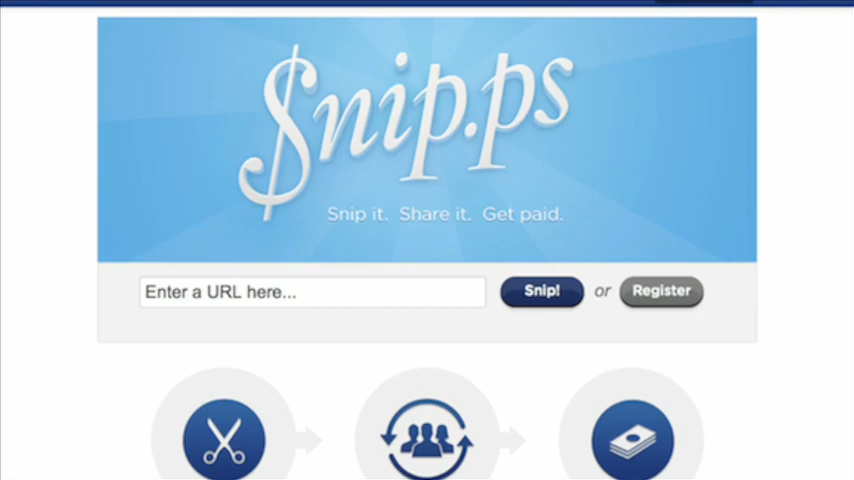 $nip.ps
Snip it. Share it. Get paid.
Enter a URL here... Snip! or Register